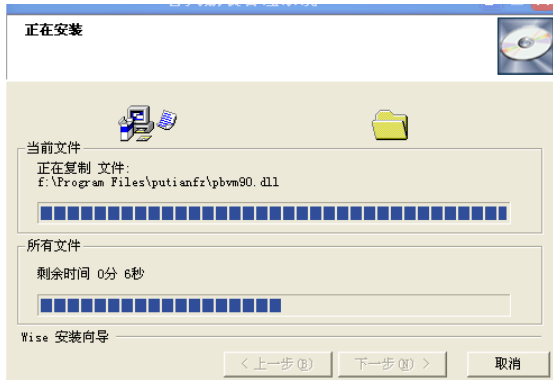 正在安装
当前文件
正在复制 文件:
f:\Program Files\putianfz\pbvm90.dll
所有文件
剩余时间 0分 6秒
Wise 安装向导
< 上一步(B)
下一步(N) >
取消